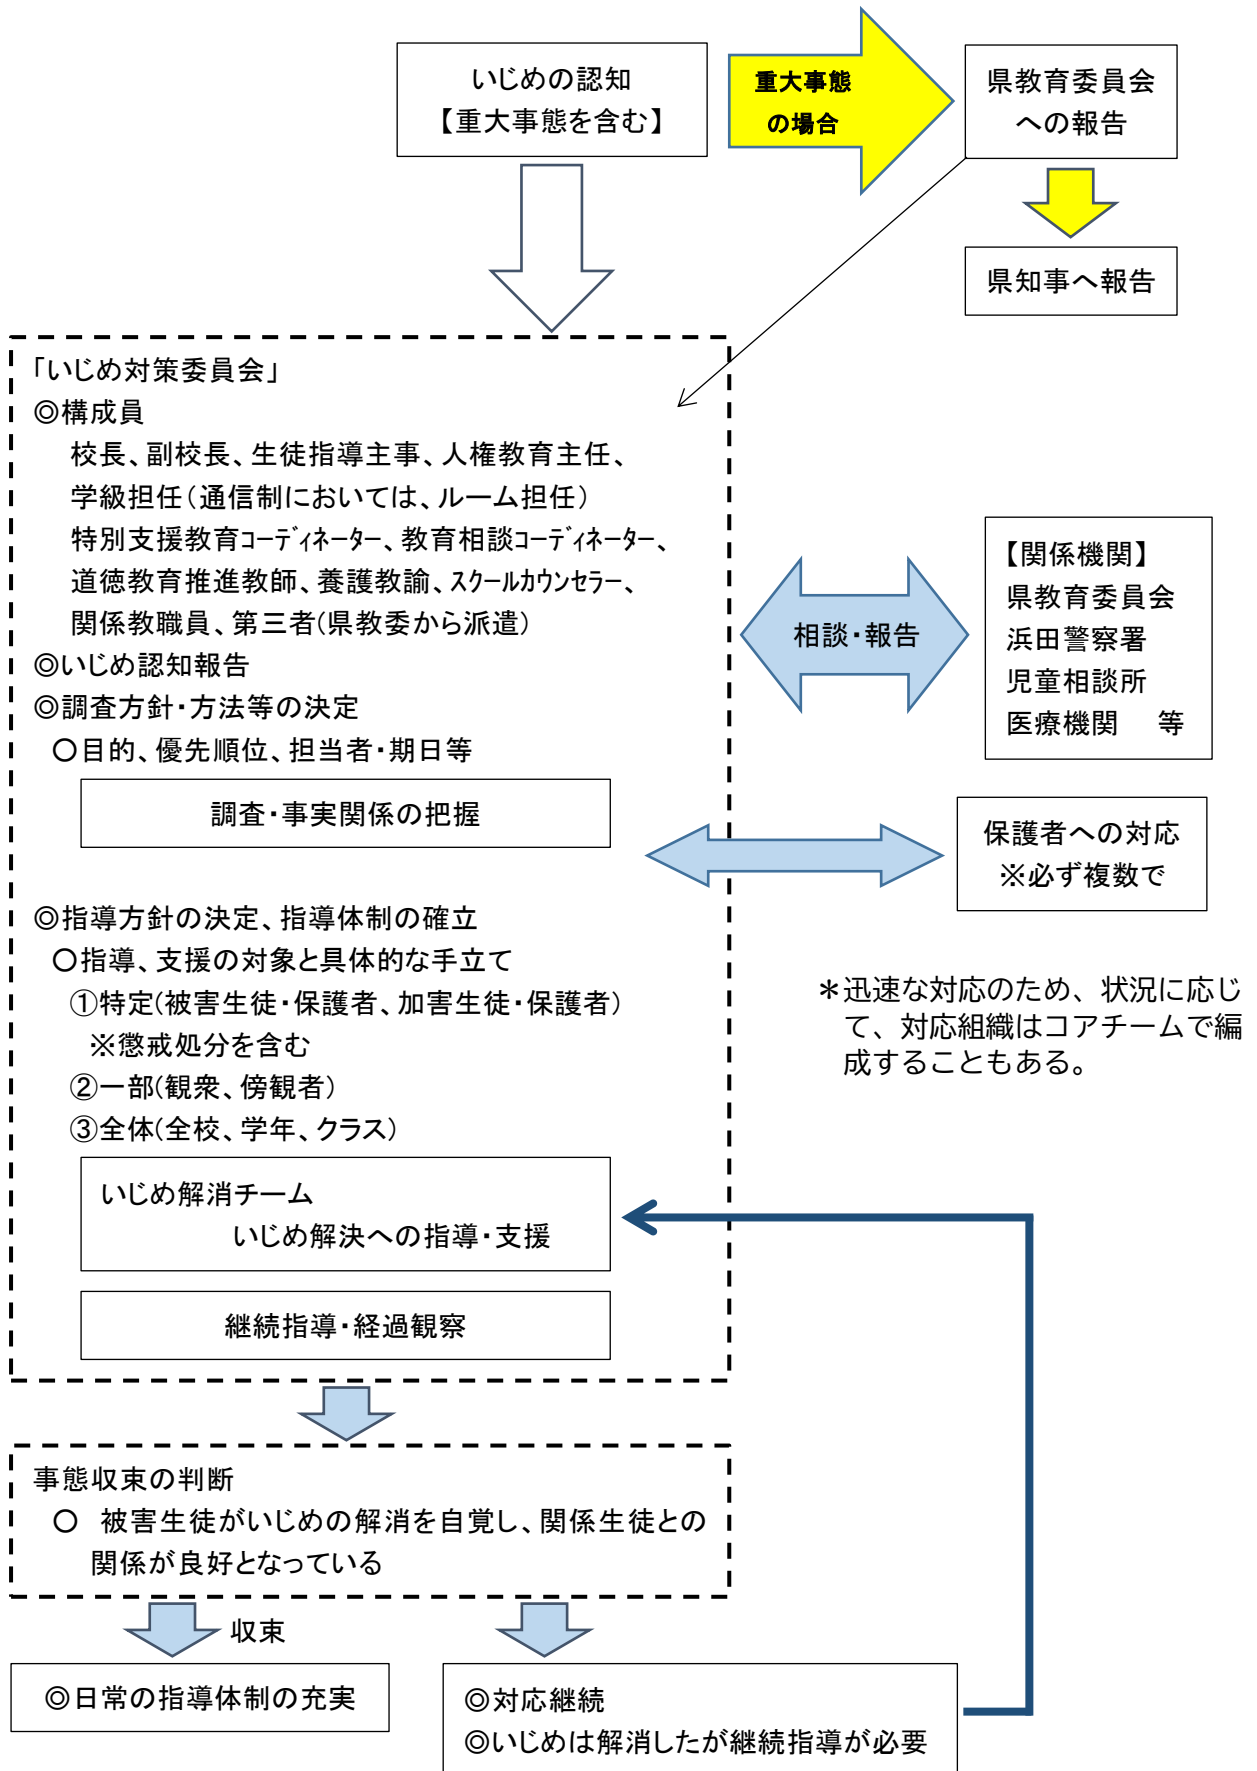 いじめの認知
【重大事態を含む】
重大事態
の場合
県教育委員会
への報告
県知事へ報告
「いじめ対策委員会」
◎構成員
校長、副校長、生徒指導主事、人権教育主任、
学級担任（通信制においては、ルーム担任）
特別支援教育ｺｰﾃﾞｨﾈｰﾀｰ、教育相談ｺｰﾃﾞｨﾈｰﾀｰ、
道徳教育推進教師、養護教諭、ｽｸｰﾙｶｳﾝｾﾗｰ、
関係教職員、第三者(県教委から派遣)
◎いじめ認知報告
◎調査方針・方法等の決定
○目的、優先順位、担当者・期日等
調査・事実関係の把握
相談・報告
【関係機関】
県教育委員会
浜田警察署
児童相談所
医療機関　等
保護者への対応
※必ず複数で
◎指導方針の決定、指導体制の確立
○指導、支援の対象と具体的な手立て
①特定(被害生徒・保護者、加害生徒・保護者)
※懲戒処分を含む
②一部(観衆、傍観者)
③全体(全校、学年、クラス)
＊迅速な対応のため、状況に応じ
て、対応組織はコアチームで編
成することもある。
いじめ解消チーム
いじめ解決への指導・支援
継続指導・経過観察
事態収束の判断
○　被害生徒がいじめの解消を自覚し、関係生徒との
関係が良好となっている
収束
◎日常の指導体制の充実
◎対応継続
◎いじめは解消したが継続指導が必要